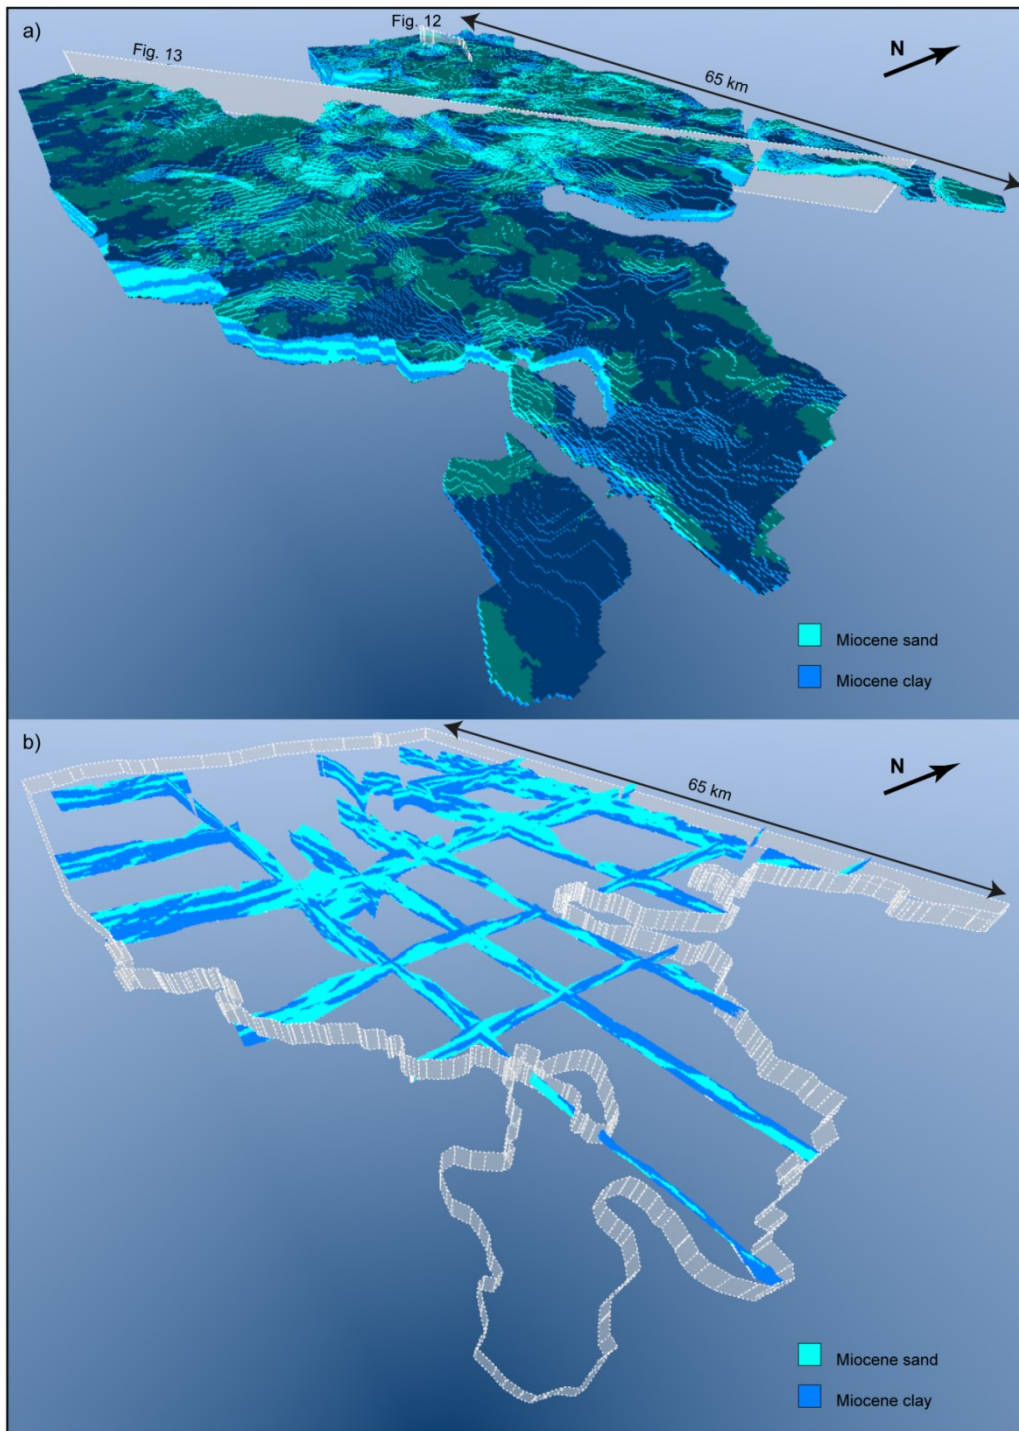 a)
Fig. 12
Fig. 13
N
65 km
Miocene sand
Miocene clay
b)
N
65 km
Miocene sand
Miocene clay